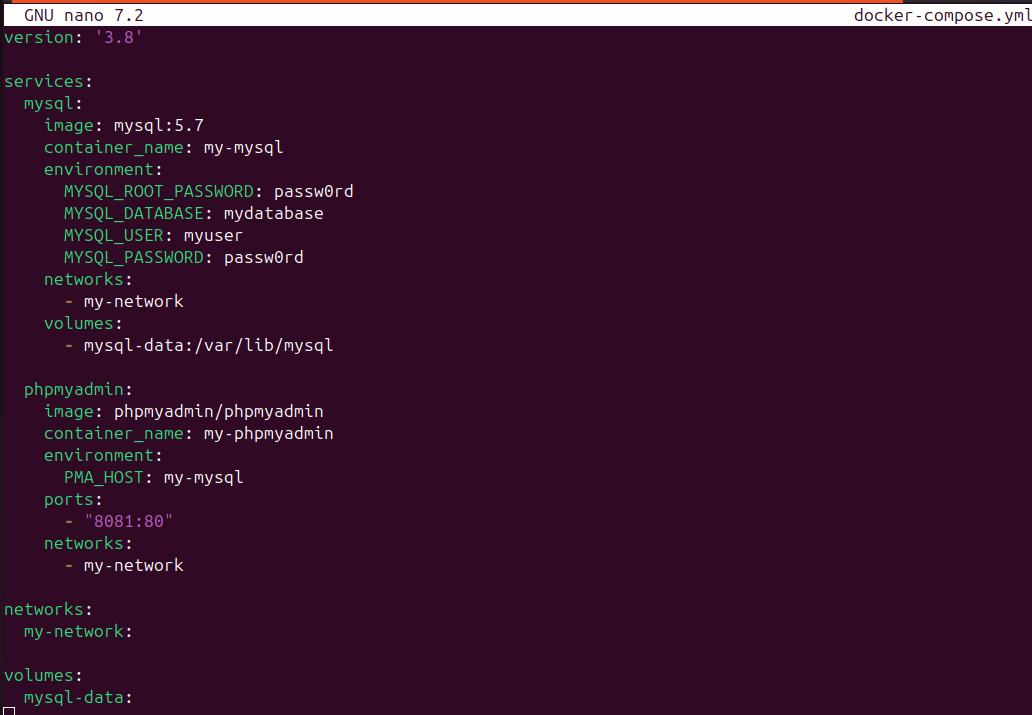 GNU nano 7.2 docker-compose.yml
version: '3.8'
services:
  mysql:
    image: mysql:5.7
    container_name: my-mysql
    environment:
      MYSQL_ROOT_PASSWORD: passw0rd
      MYSQL_DATABASE: mydatabase
      MYSQL_USER: myuser
      MYSQL_PASSWORD: passw0rd
    networks:
      - my-network
    volumes:
      - mysql-data:/var/lib/mysql
  phpmyadmin:
    image: phpmyadmin/phpmyadmin
    container_name: my-phpmyadmin
    environment:
      PMA_HOST: my-mysql
    ports:
      - "8081:80"
    networks:
      - my-network
networks:
  my-network:
volumes:
  mysql-data: